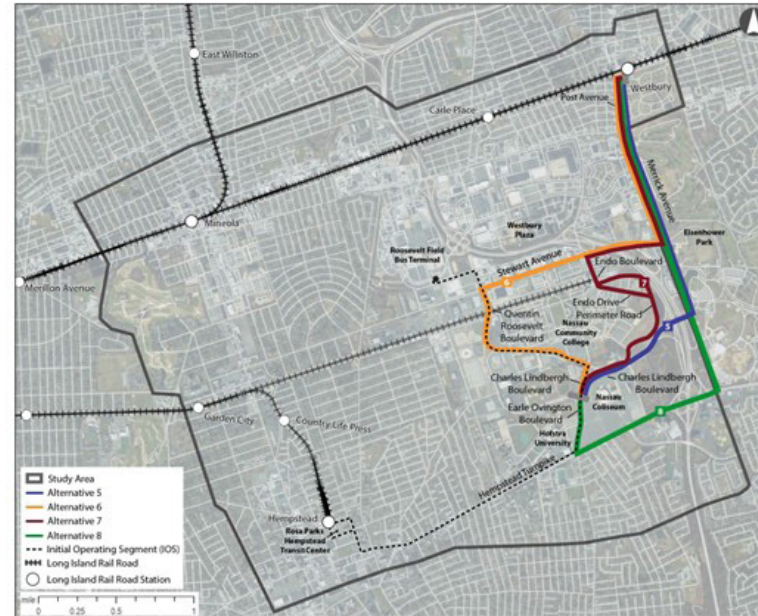 East Williston
Westbury
Post Avenue
Carle Place
Merrick Avenue
Mineola
Westbury
Plaza
Eisenhower
Park
Roosevelt Field
Bus Terminal
Stewart Avenue
Endo Boulevard
Merillon Avenue
6
7
Quentin
Roosevelt
Boulevard
Endo Drive
Perimeter Road
Nassau
Community
College
5
Charles Lindbergh
Boulevard
Charles Lindbergh
Boulevard
Nassau
Coliseum
Earle Ovington
Boulevard
Garden City
Country Life Press
8
Hofstra
University
Hempstead Turnpike
Hempstead
Rosa Parks
Hempstead
Transit Center
Study Area
Alternative 5
Alternative 6
Alternative 7
Alternative 8
Initial Operating Segment (IOS)
Long Island Rail Road
Long Island Rail Road Station
mile
0 0.25 0.5 1